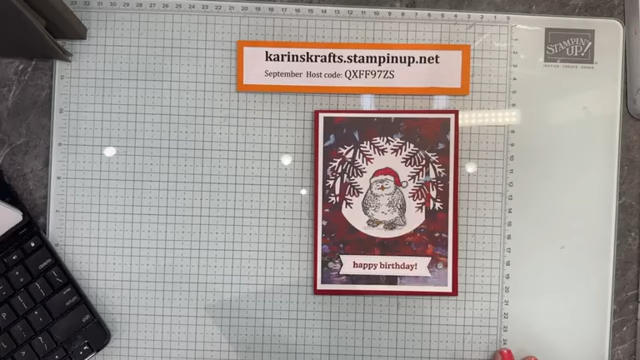 karinskrafts.stampinup.net
September Host code: QXFF97ZS
STAMPIN' UP!
happy birthday!